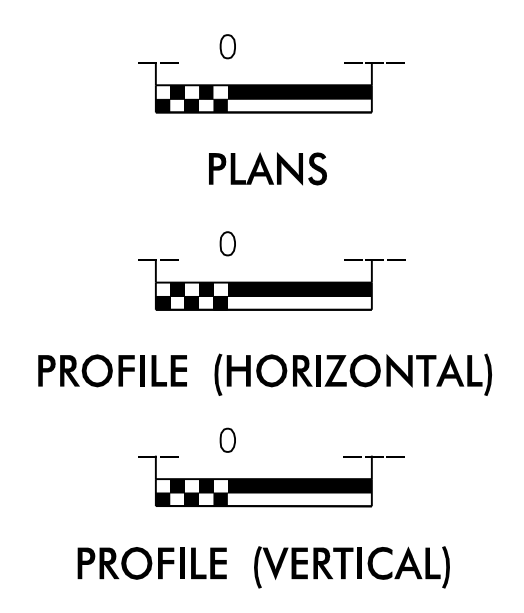 0
PLANS
0
PROFILE (HORIZONTAL)
0
PROFILE (VERTICAL)